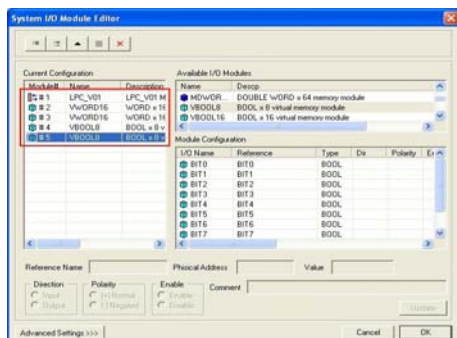 System I/O Module Editor
Current Configuration
Module# Name Description
# 1 LPC_V01 LPC_V01 M
# 2 VWORD16 WORD x 16
# 3 VWORD16 WORD x 16
# 4 VBOOL8 BOOL x 8 v
# 5 VBOOL8 BOOL x 8 v
Available I/O Modules
Name Descrip
MDWOR... DOUBLE WORD x 64 memory module
VBOOL8 BOOL x 8 virtual memory module
VBOOL16 BOOL x 16 virtual memory module
Module Configuration
I/O Name Reference Type Dir Polarity
BIT0 BIT0 BOOL
BIT1 BIT1 BOOL
BIT2 BIT2 BOOL
BIT3 BIT3 BOOL
BIT4 BIT4 BOOL
BIT5 BIT5 BOOL
BIT6 BIT6 BOOL
BIT7 BIT7 BOOL
Reference Name Phisical Address Value
Direction Polarity Enable Comment
Input (+) Normal Enable
Output (-) Negated Disable
Update
Advanced Settings >>> Cancel OK